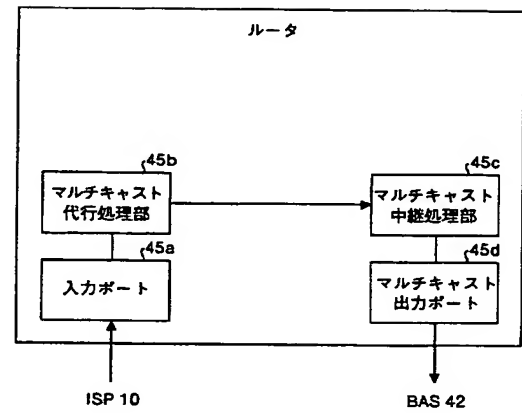 ルータ
45b
マルチキャスト
代行処理部
45c
マルチキャスト
中継処理部
45a
入力ポート
45d
マルチキャスト
出力ポート
ISP 10
BAS 42